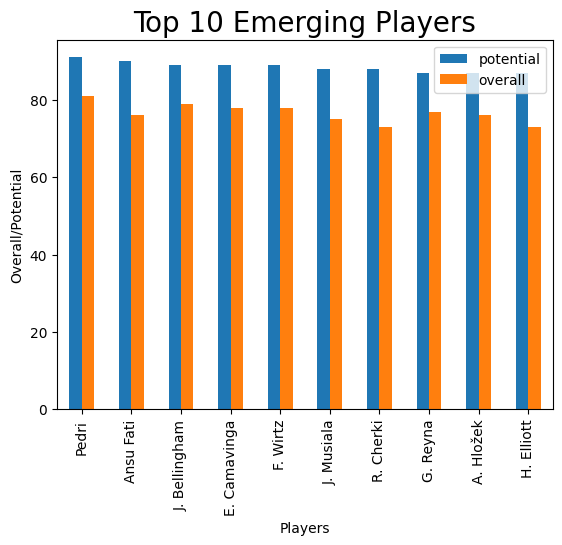 Top 10 Emerging Players
potential
overall
Overall/Potential
80
60
40
20
0
Pedri
Ansu Fati
J. Bellingham
E. Camavinga
F. Wirtz
J. Musiala
R. Cherki
G. Reyna
A. Hložek
H. Elliott
Players